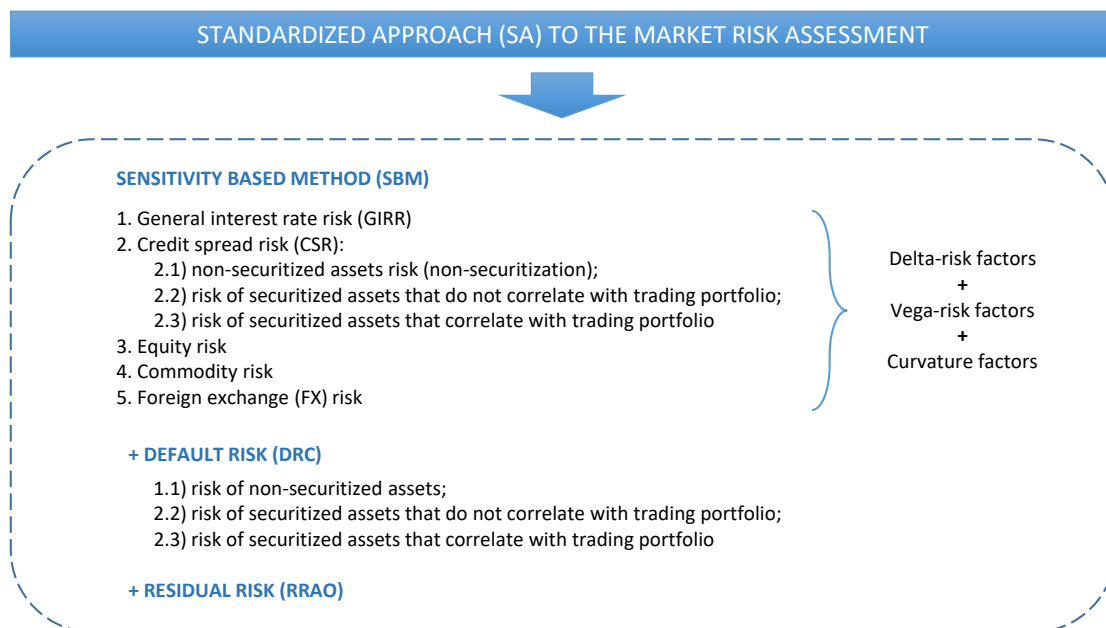 STANDARDIZED APPROACH (SA) TO THE MARKET RISK ASSESSMENT
SENSITIVITY BASED METHOD (SBM)
1. General interest rate risk (GIRR)
2. Credit spread risk (CSR):
2.1) non-securitized assets risk (non-securitization);
2.2) risk of securitized assets that do not correlate with trading portfolio;
2.3) risk of securitized assets that correlate with trading portfolio
3. Equity risk
4. Commodity risk
5. Foreign exchange (FX) risk
Delta-risk factors
+
Vega-risk factors
+
Curvature factors
+ DEFAULT RISK (DRC)
1.1) risk of non-securitized assets;
2.2) risk of securitized assets that do not correlate with trading portfolio;
2.3) risk of securitized assets that correlate with trading portfolio
+ RESIDUAL RISK (RRAO)